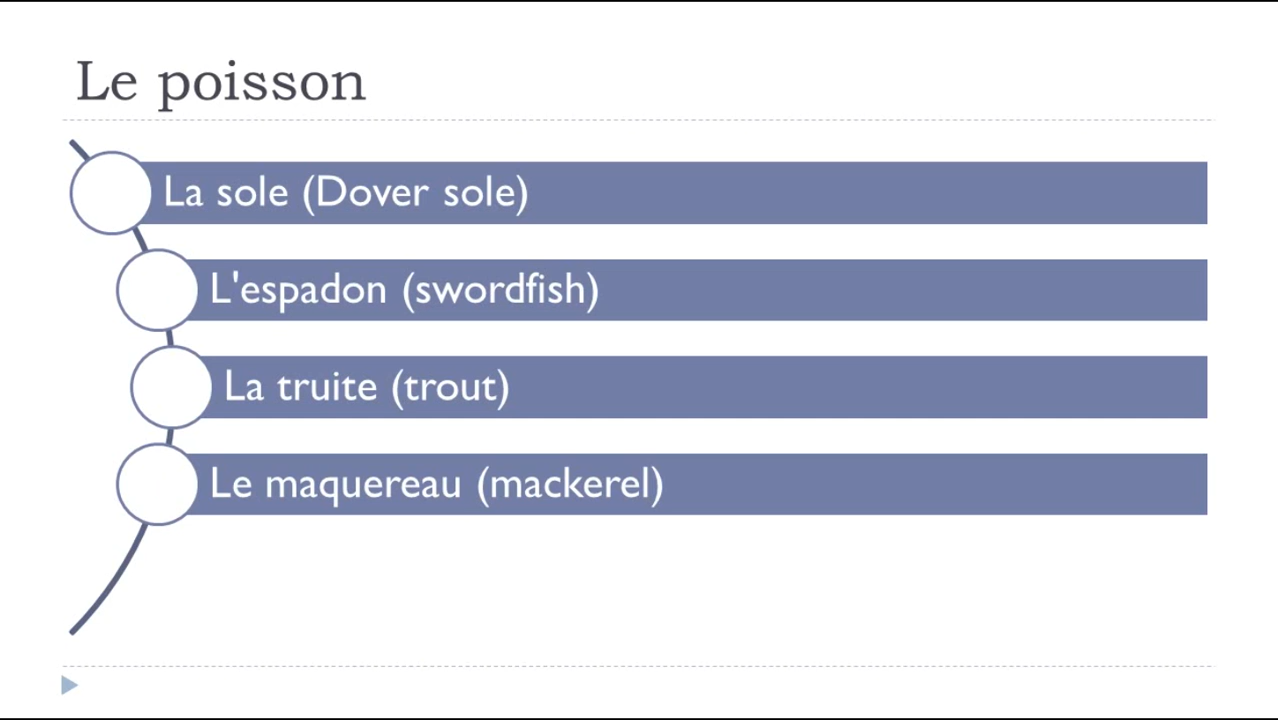 Le poisson
La sole (Dover sole)
L'espadon (swordfish)
La truite (trout)
Le maquereau (mackerel)